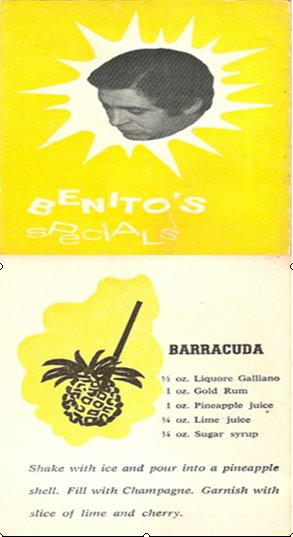 BENITO'S
SPECIALS
BARRACUDA
½ oz. Liquore Galliano
1 oz. Gold Rum
1 oz. Pineapple juice
¼ oz. Lime juice
¼ oz. Sugar syrup
Shake with ice and pour into a pineapple
shell. Fill with Champagne. Garnish with
slice of lime and cherry.